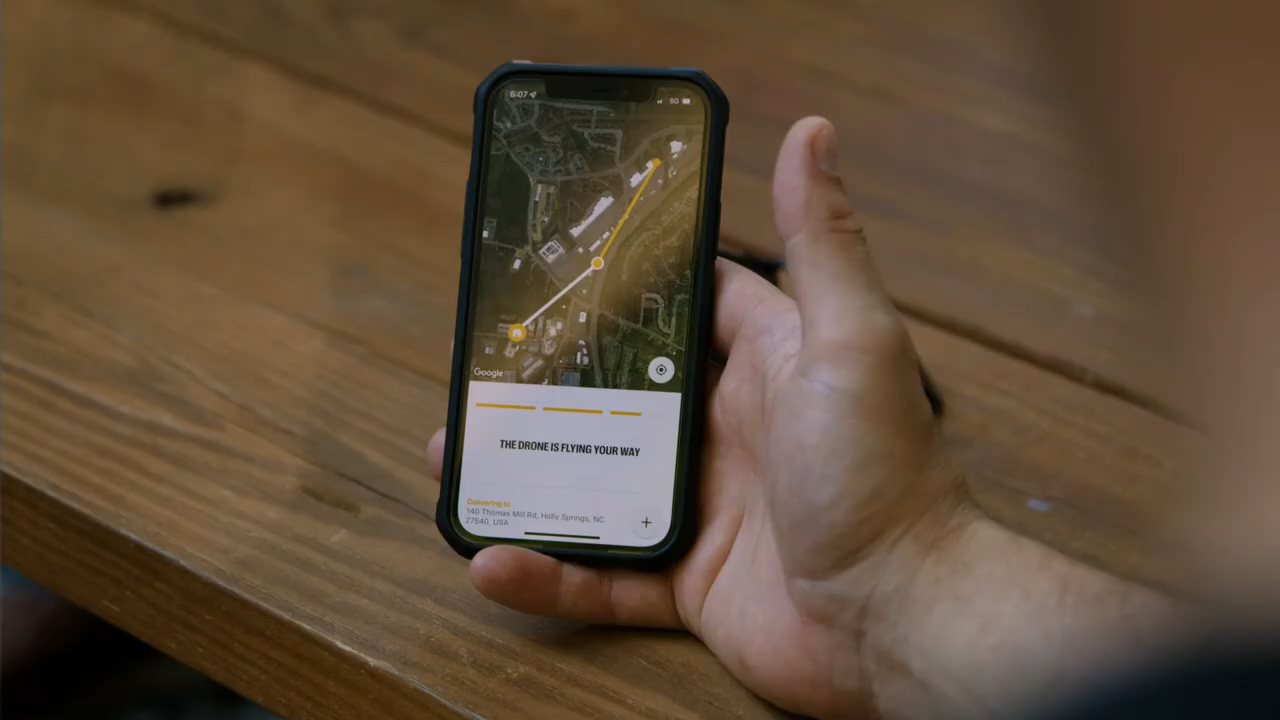 6:07
5G
Google
THE DRONE IS FLYING YOUR WAY
Delivering to
140 Thomas Mill Rd, Holly Springs, NC
27540, USA